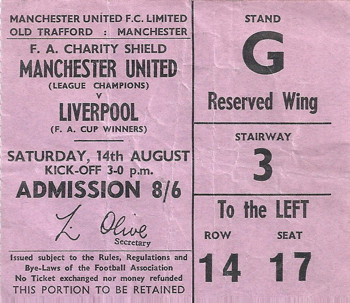 MANCHESTER UNITED F.C. LIMITED
OLD TRAFFORD : MANCHESTER
F. A. CHARITY SHIELD
MANCHESTER UNITED
(LEAGUE CHAMPIONS)
v
LIVERPOOL
(F. A. CUP WINNERS)
SATURDAY, 14th AUGUST
KICK-OFF 3-0 p.m.
ADMISSION 8/6
L. Olive
Secretary
Issued subject to the Rules, Regulations and
Bye-Laws of the Football Association
No Ticket exchanged nor money refunded
THIS PORTION TO BE RETAINED
STAND
G
Reserved Wing
STAIRWAY
3
To the LEFT
ROW SEAT
14 17